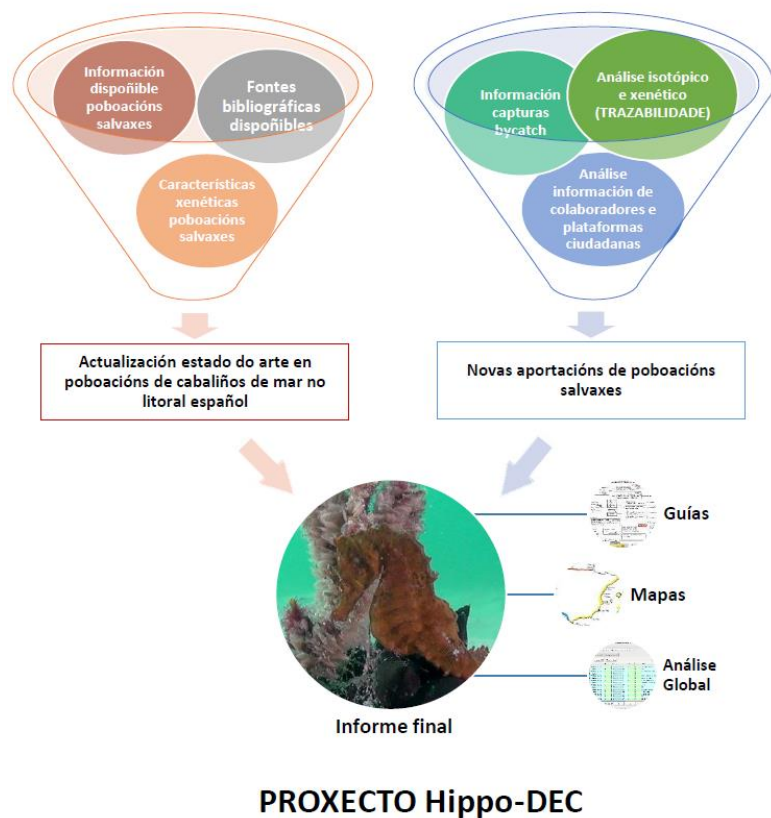 Información
dispoñible
poboacións
salvaxes
Fontes
bibliográficas
dispoñibles
Características
xenéticas
poboacións
salvaxes
Información
capturas
bycatch
Análise isotópico
e xenético
(TRAZABILIDADE)
Análise
información de
colaboradores e
plataformas
ciudadanas
Actualización estado do arte en
poboacións de cabaliños de mar no
litoral español
Novas aportacións de poboacións
salvaxes
Guías
Mapas
Análise
Global
Informe final
PROXECTO Hippo-DEC